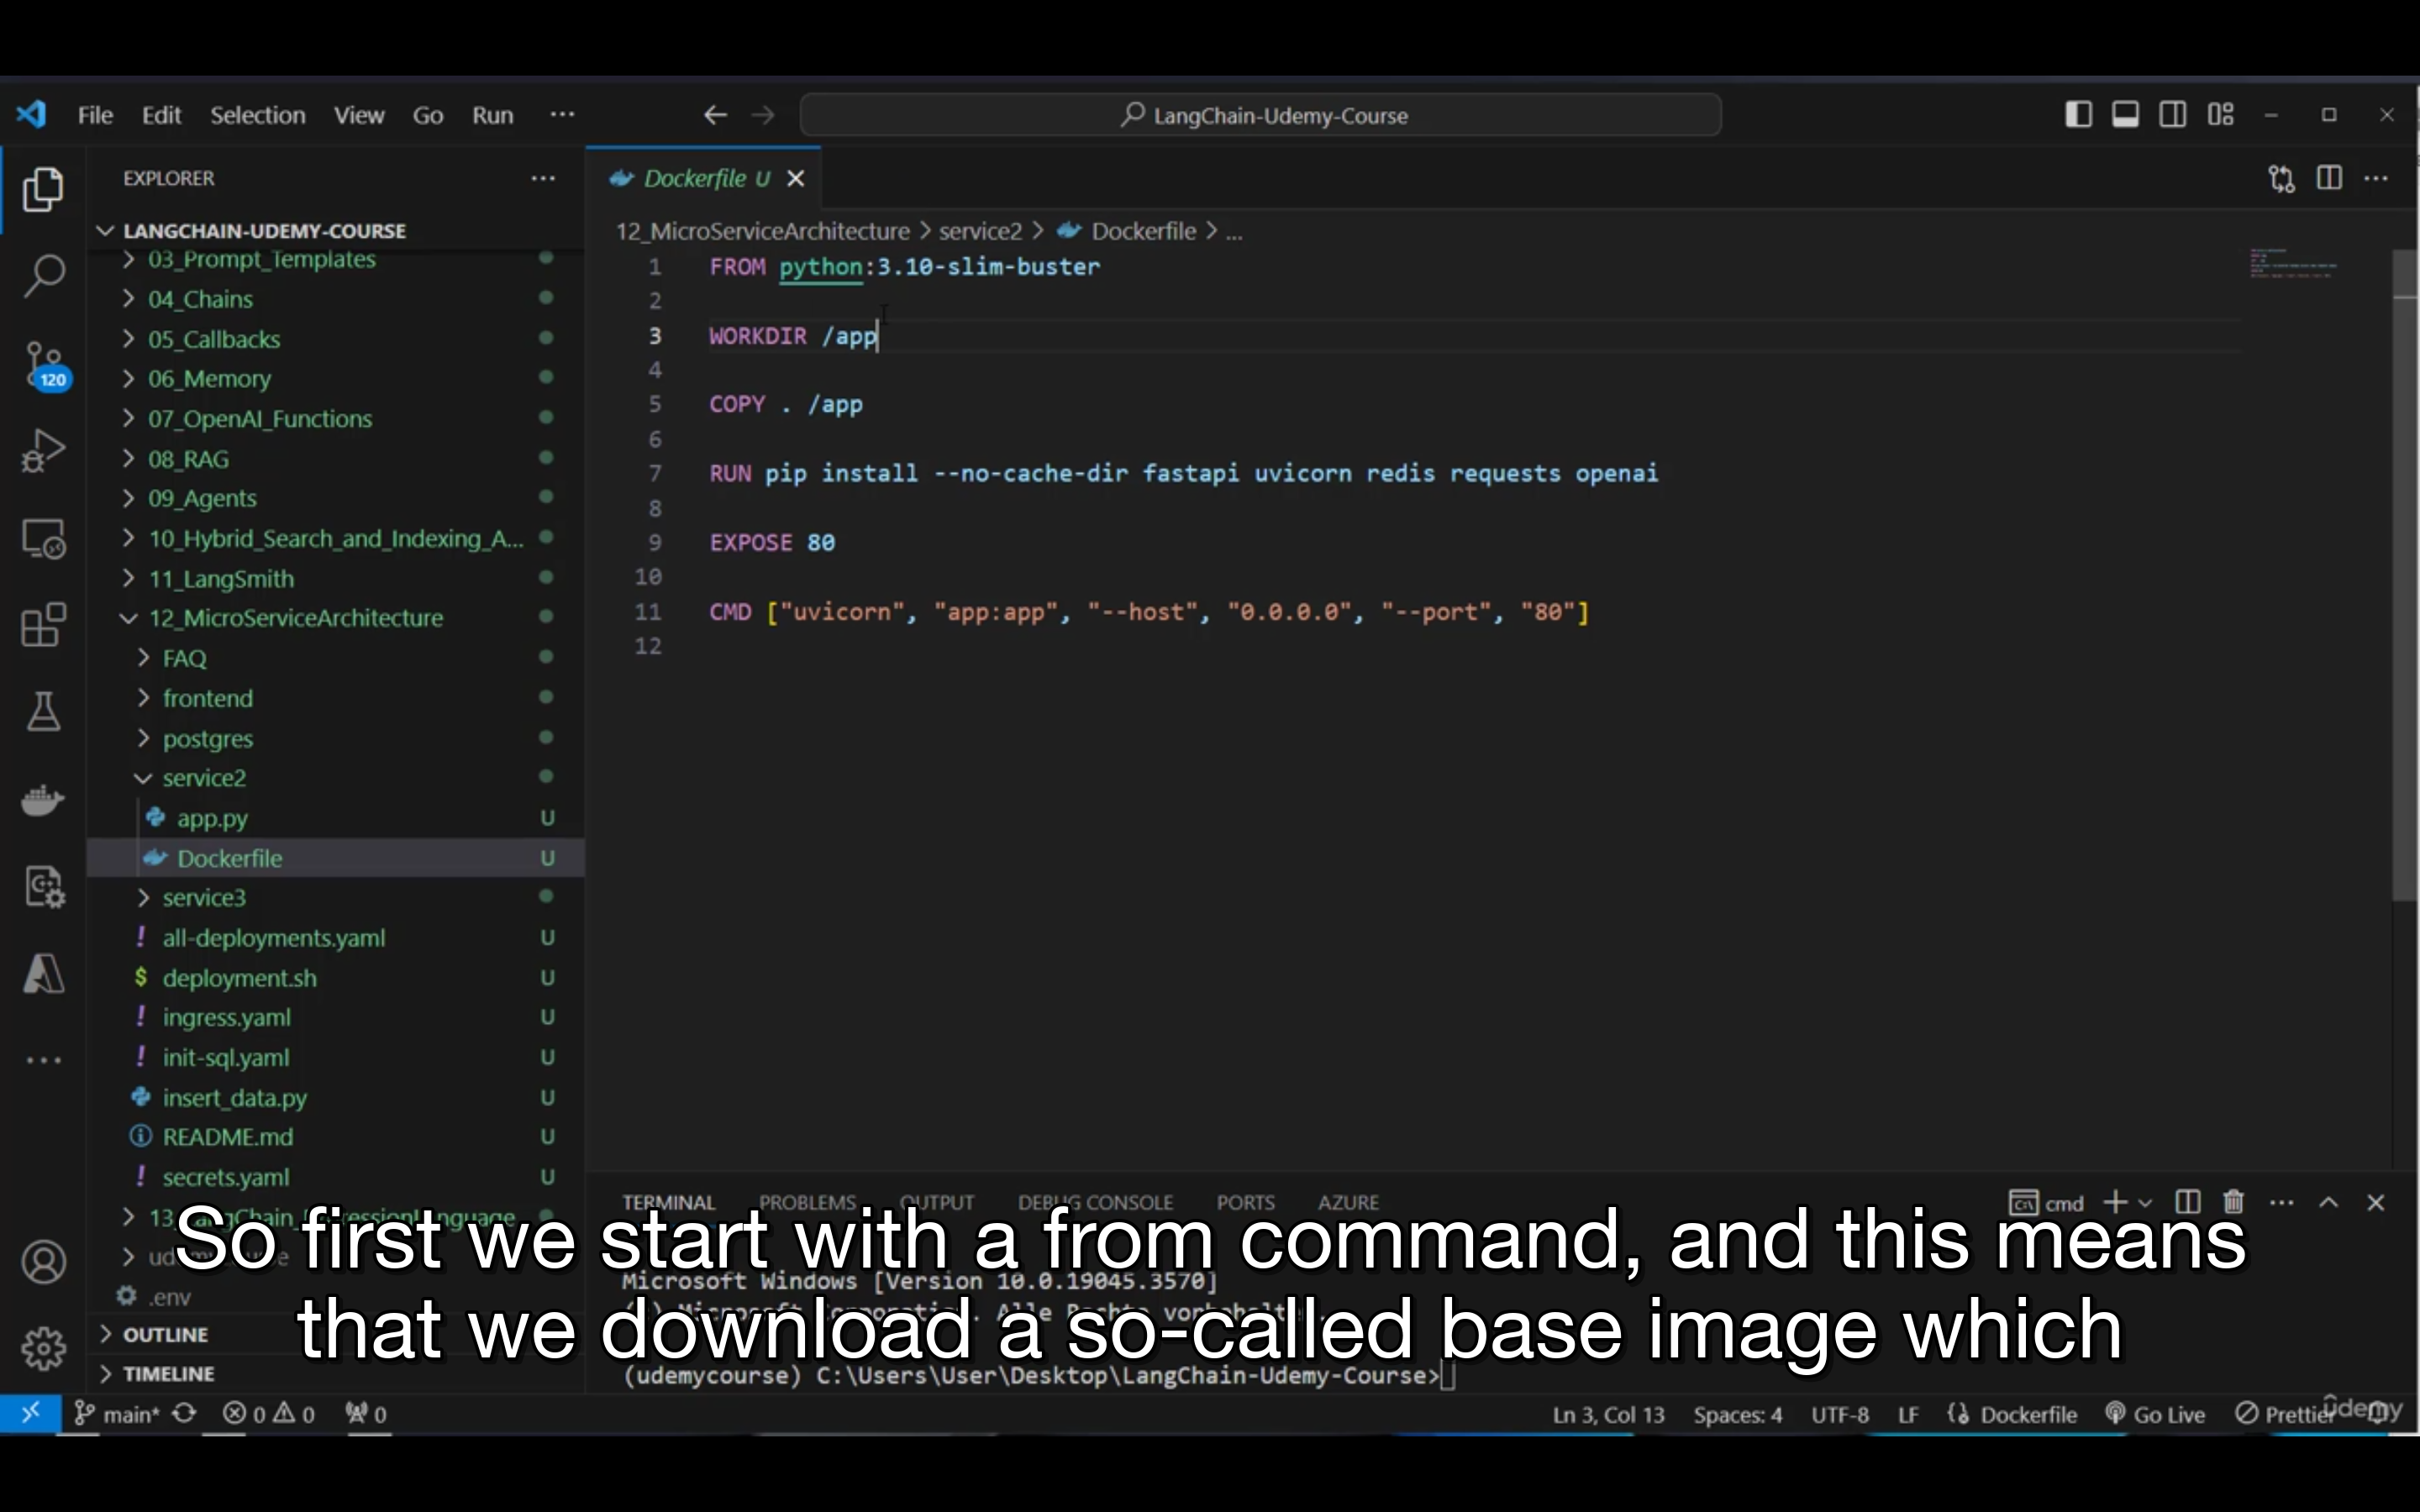 File Edit Selection View Go Run ...
LangChain-Udemy-Course
EXPLORER ...
LANGCHAIN-UDEMY-COURSE
03_Prompt_Templates
04_Chains
05_Callbacks
06_Memory
07_OpenAI_Functions
08_RAG
09_Agents
10_Hybrid_Search_and_Indexing_A...
11_LangSmith
12_MicroServiceArchitecture
FAQ
frontend
postgres
service2
app.py U
Dockerfile U
service3
! all-deployments.yaml U
$ deployment.sh U
! ingress.yaml U
! init-sql.yaml U
insert_data.py U
README.md U
! secrets.yaml U
.env
OUTLINE
TIMELINE
120
Dockerfile U
12_MicroServiceArchitecture > service2 > Dockerfile > ...
1 FROM python:3.10-slim-buster
2
3 WORKDIR /app
4
5 COPY . /app
6
7 RUN pip install --no-cache-dir fastapi uvicorn redis requests openai
8
9 EXPOSE 80
10
11 CMD ["uvicorn", "app:app", "--host", "0.0.0.0", "--port", "80"]
12
TERMINAL PROBLEMS OUTPUT DEBUG CONSOLE PORTS AZURE
cmd
Microsoft Windows [Version 10.0.19045.3570]
(udemycourse) C:\Users\User\Desktop\LangChain-Udemy-Course>
So first we start with a from command, and this means
that we download a so-called base image which
main* 0 0 0
Ln 3, Col 13 Spaces: 4 UTF-8 LF Dockerfile Go Live Prettier
udemy